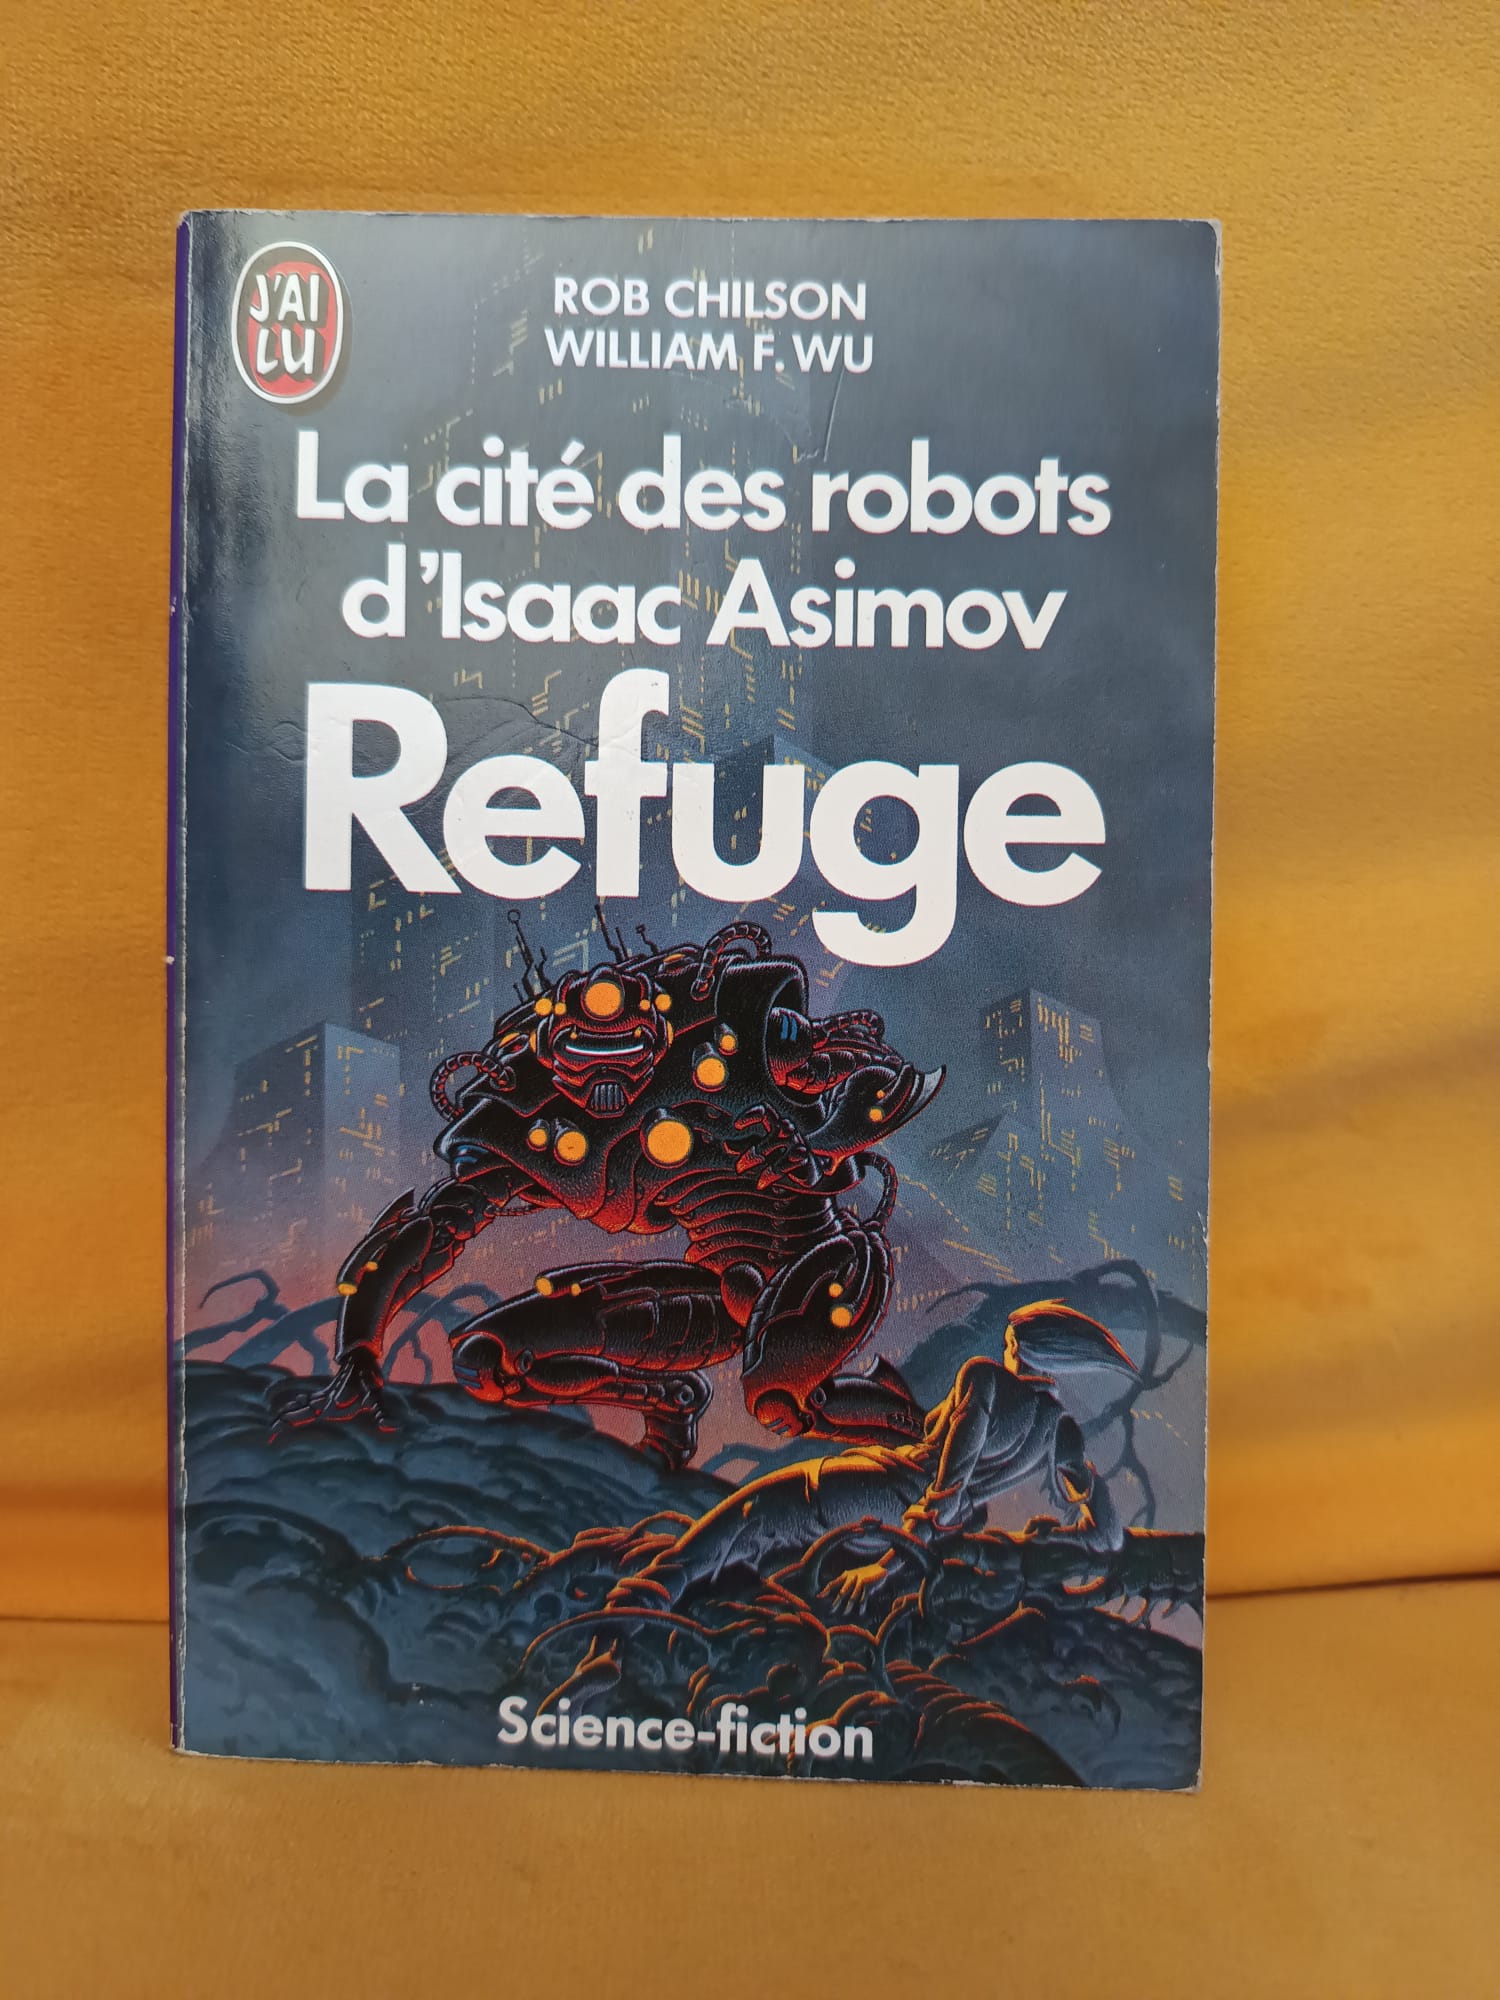 J'AI
LU
ROB CHILSON
WILLIAM F. WU
La cité des robots
d'Isaac Asimov
Refuge
Science-fiction